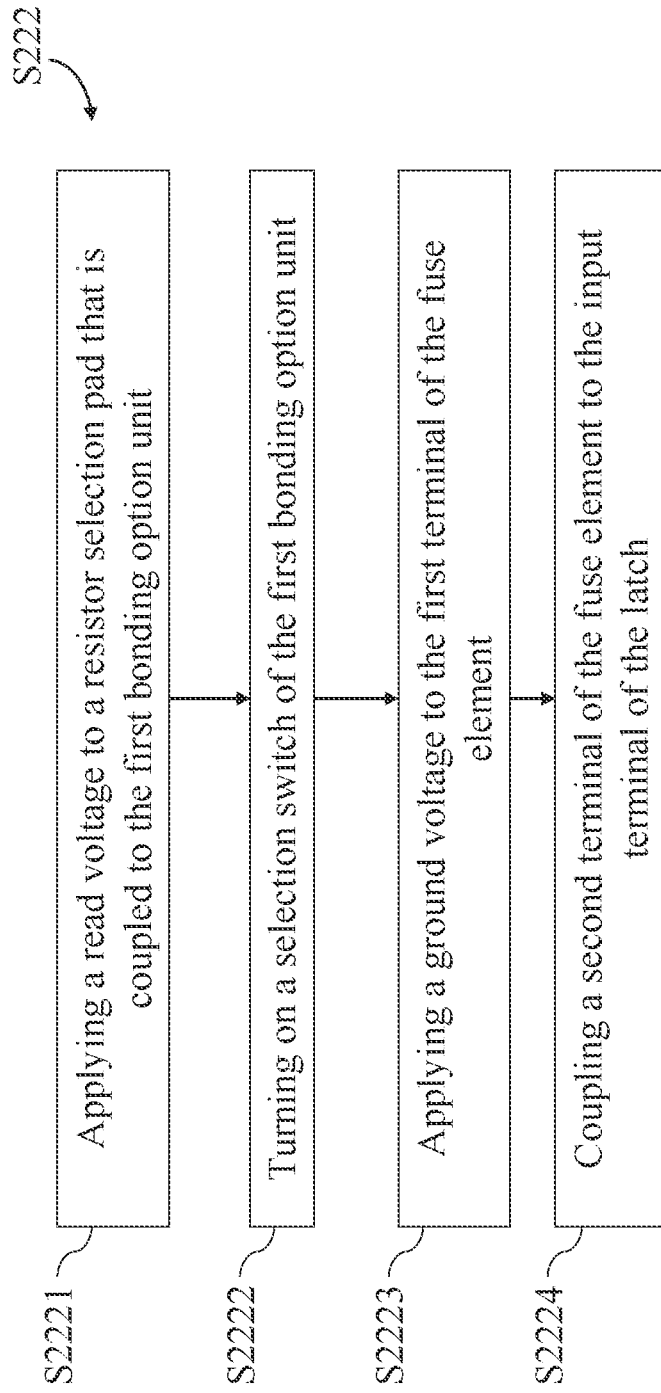 S222
S2221
Applying a read voltage to a resistor selection pad that is
coupled to the first bonding option unit
S2222
Turning on a selection switch of the first bonding option unit
S2223
Applying a ground voltage to the first terminal of the fuse
element
S2224
Coupling a second terminal of the fuse element to the input
terminal of the latch